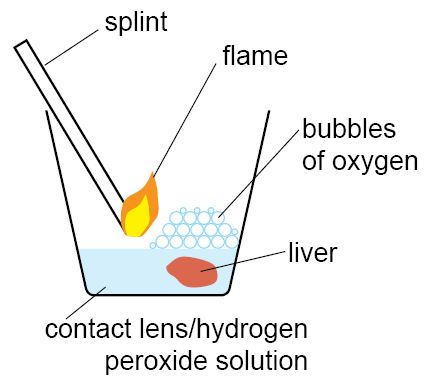 splint
flame
bubbles
of oxygen
liver
contact lens/hydrogen
peroxide solution